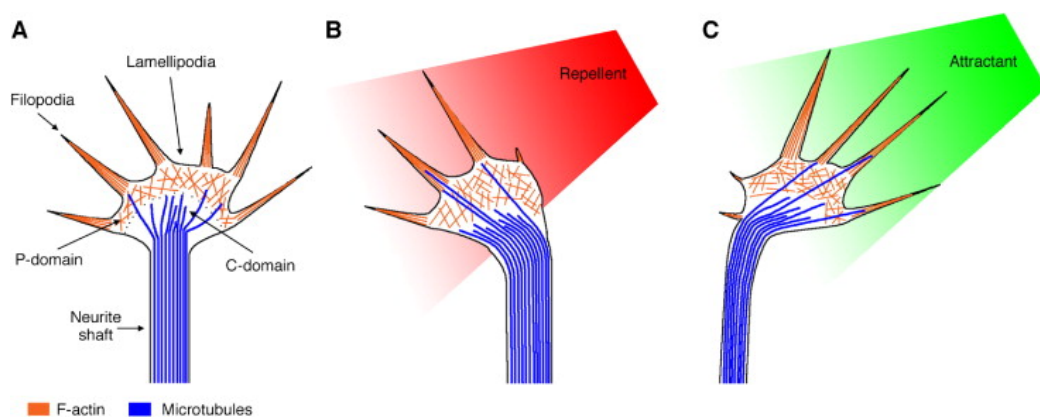 A
B
C
Lamellipodia
Repellent
Attractant
Filopodia
P-domain
C-domain
Neurite
shaft
F-actin
Microtubules